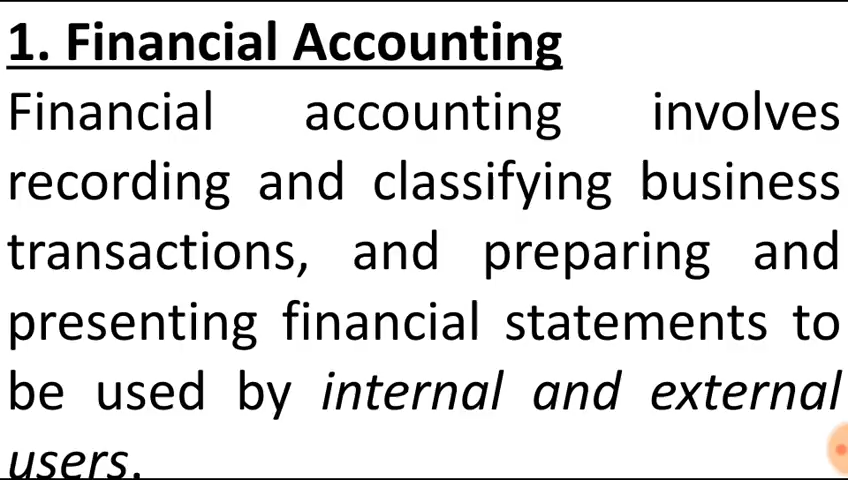 1. Financial Accounting
Financial accounting involves
recording and classifying business
transactions, and preparing and
presenting financial statements to
be used by internal and external
users.